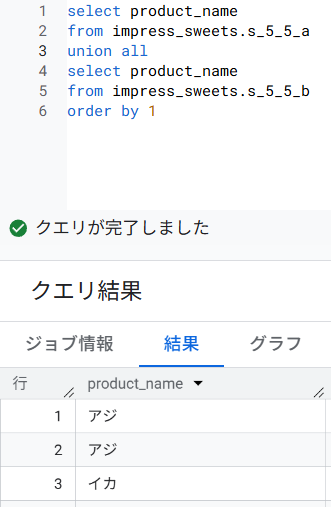 1 select product_name
2 from impress_sweets.s_5_5_a
3 union all
4 select product_name
5 from impress_sweets.s_5_5_b
6 order by 1
クエリが完了しました
クエリ結果
ジョブ情報 結果 グラフ
行 product_name
1 アジ
2 アジ
3 イカ